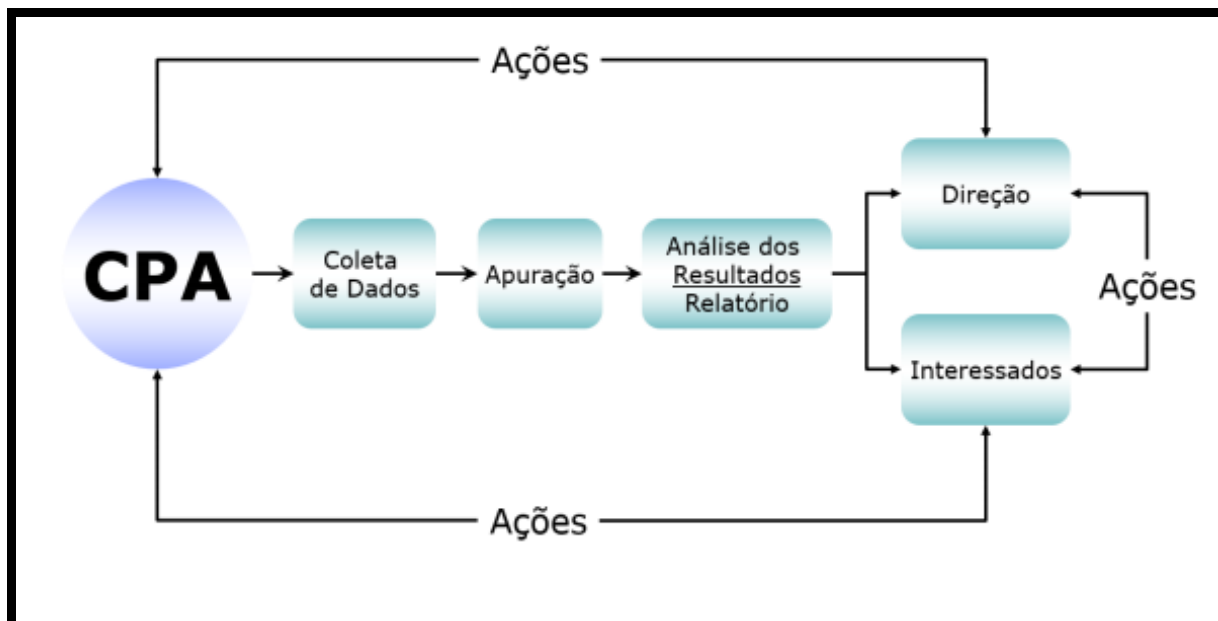 Ações
CPA
Coleta
de Dados
Apuração
Análise dos
Resultados
Relatório
Direção
Ações
Interessados
Ações